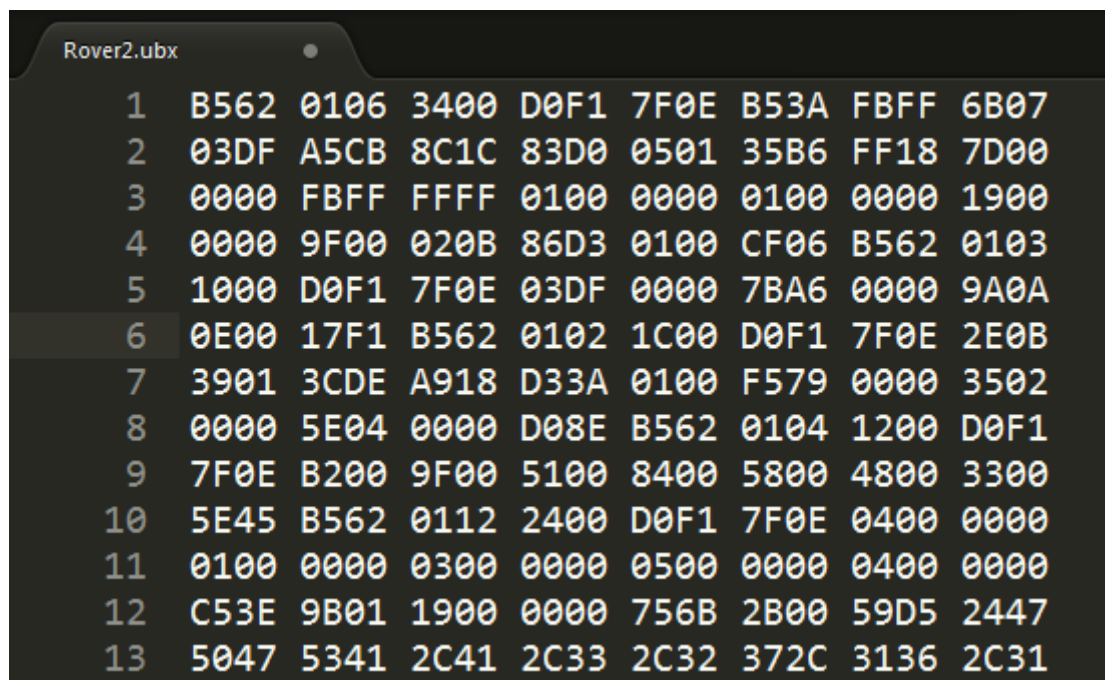 Rover2.ubx
1 B562 0106 3400 D0F1 7F0E B53A FBFF 6B07
2 03DF A5CB 8C1C 83D0 0501 35B6 FF18 7D00
3 0000 FBFF FFFF 0100 0000 0100 0000 1900
4 0000 9F00 020B 86D3 0100 CF06 B562 0103
5 1000 D0F1 7F0E 03DF 0000 7BA6 0000 9A0A
6 0E00 17F1 B562 0102 1C00 D0F1 7F0E 2E0B
7 3901 3CDE A918 D33A 0100 F579 0000 3502
8 0000 5E04 0000 D08E B562 0104 1200 D0F1
9 7F0E B200 9F00 5100 8400 5800 4800 3300
10 5E45 B562 0112 2400 D0F1 7F0E 0400 0000
11 0100 0000 0300 0000 0500 0000 0400 0000
12 C53E 9B01 1900 0000 756B 2B00 59D5 2447
13 5047 5341 2C41 2C33 2C32 372C 3136 2C31